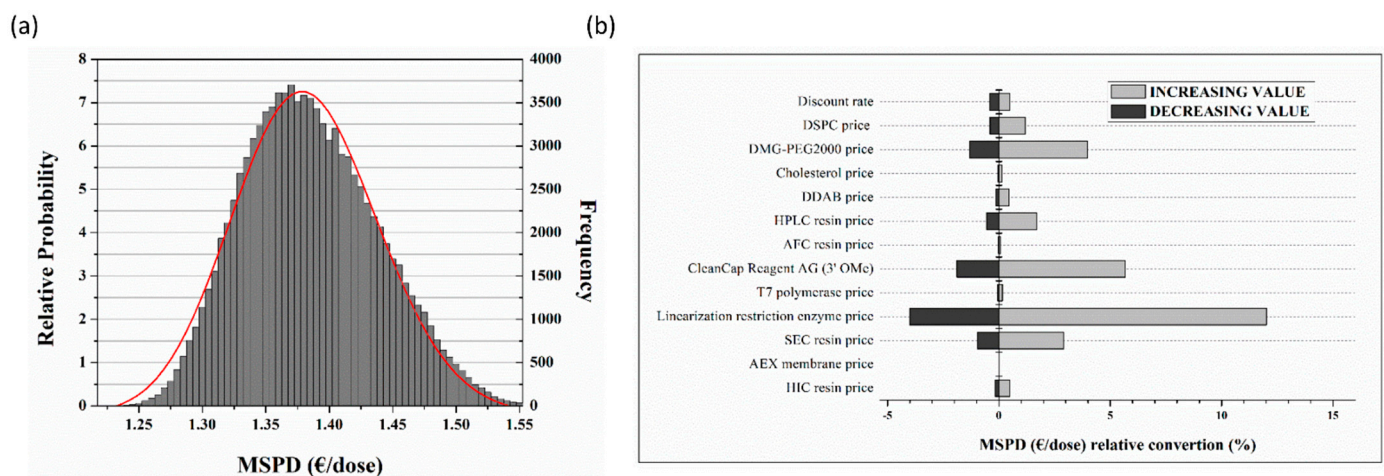 (a)
(b)
8
7
6
5
4
3
2
1
0
Relative Probability
4000
3500
3000
2500
2000
1500
1000
500
0
Frequency
1.25
1.30
1.35
1.40
1.45
1.50
1.55
MSPD (€/dose)
INCREASING VALUE
DECREASING VALUE
Discount rate
DSPC price
DMG-PEG2000 price
Cholesterol price
DDAB price
HPLC resin price
AFC resin price
CleanCap Reagent AG (3' OMe)
T7 polymerase price
Linearization restriction enzyme price
SEC resin price
AEX membrane price
HIC resin price
-5
0
5
10
15
MSPD (€/dose) relative convertion (%)